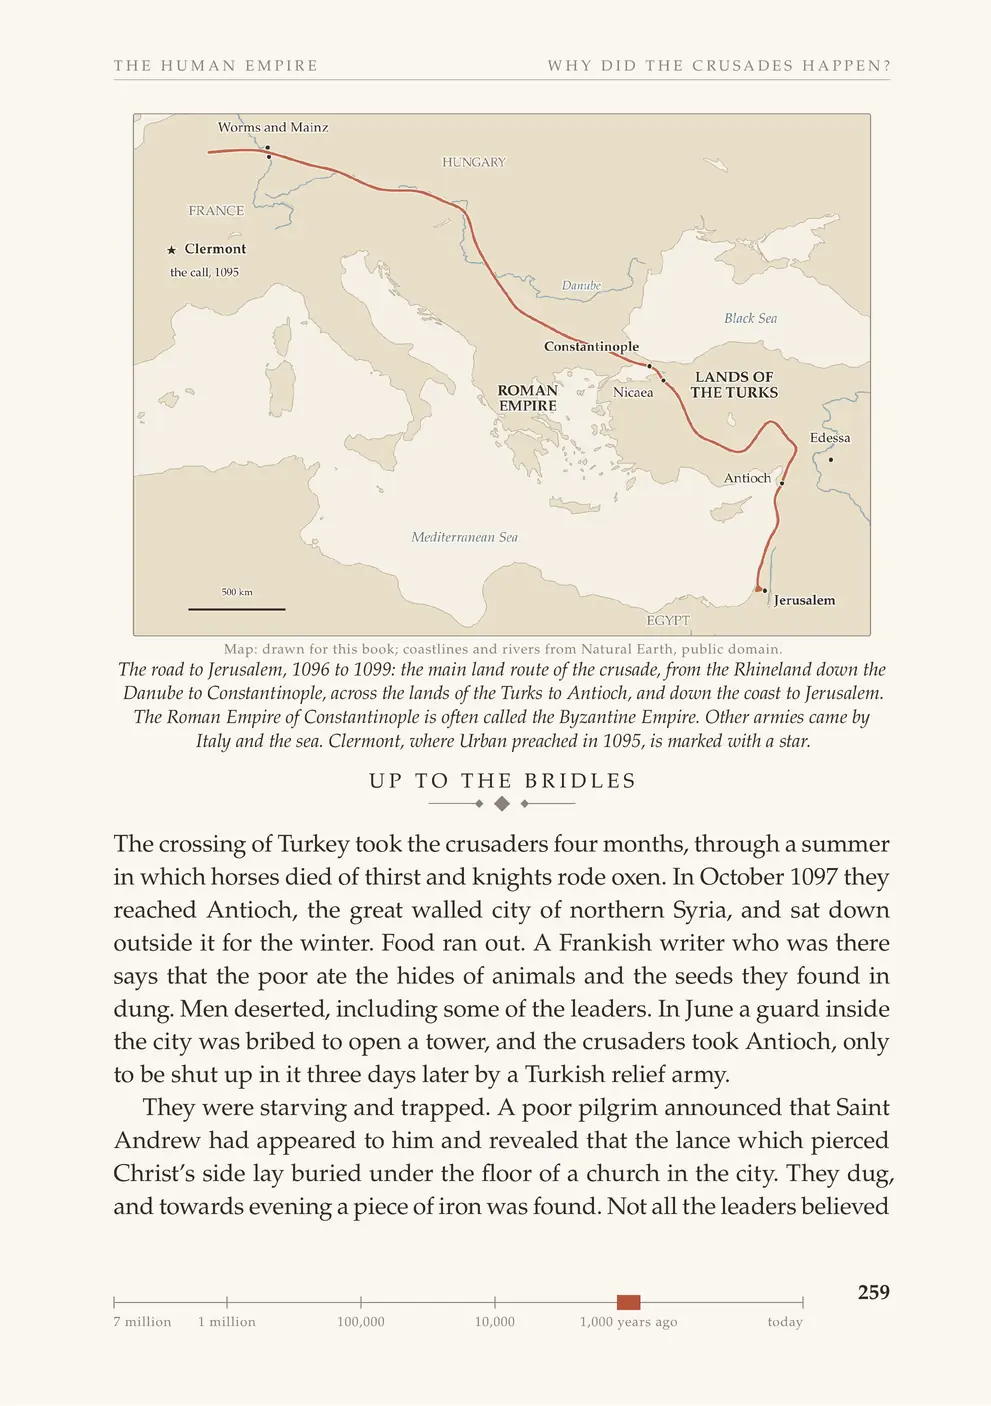 THE HUMAN EMPIRE
WHY DID THE CRUSADES HAPPEN?
Worms and Mainz
HUNGARY
FRANCE
Clermont
the call, 1095
Danube
Black Sea
Constantinople
LANDS OF
THE TURKS
ROMAN
EMPIRE
Nicaea
Edessa
Antioch
Mediterranean Sea
500 km
Jerusalem
EGYPT
Map: drawn for this book; coastlines and rivers from Natural Earth, public domain.
The road to Jerusalem, 1096 to 1099: the main land route of the crusade, from the Rhineland down the
Danube to Constantinople, across the lands of the Turks to Antioch, and down the coast to Jerusalem.
The Roman Empire of Constantinople is often called the Byzantine Empire. Other armies came by
Italy and the sea. Clermont, where Urban preached in 1095, is marked with a star.
UP TO THE BRIDLES
The crossing of Turkey took the crusaders four months, through a summer
in which horses died of thirst and knights rode oxen. In October 1097 they
reached Antioch, the great walled city of northern Syria, and sat down
outside it for the winter. Food ran out. A Frankish writer who was there
says that the poor ate the hides of animals and the seeds they found in
dung. Men deserted, including some of the leaders. In June a guard inside
the city was bribed to open a tower, and the crusaders took Antioch, only
to be shut up in it three days later by a Turkish relief army.
They were starving and trapped. A poor pilgrim announced that Saint
Andrew had appeared to him and revealed that the lance which pierced
Christ's side lay buried under the floor of a church in the city. They dug,
and towards evening a piece of iron was found. Not all the leaders believed
259
7 million
1 million
100,000
10,000
1,000 years ago
today